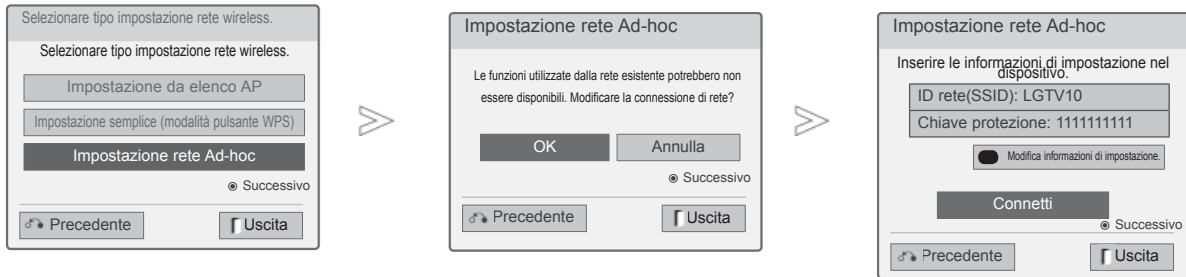 Selezionare tipo impostazione rete wireless.
Selezionare tipo impostazione rete wireless.
Impostazione da elenco AP
Impostazione semplice (modalità pulsante WPS)
Impostazione rete Ad-hoc
Successivo
Precedente
Uscita
Impostazione rete Ad-hoc
Le funzioni utilizzate dalla rete esistente potrebbero non
essere disponibili. Modificare la connessione di rete?
OK
Annulla
Successivo
Precedente
Uscita
Impostazione rete Ad-hoc
Inserire le informazioni di impostazione nel
dispositivo.
ID rete(SSID): LGTV10
Chiave protezione: 1111111111
Modifica informazioni di impostazione.
Connetti
Successivo
Precedente
Uscita